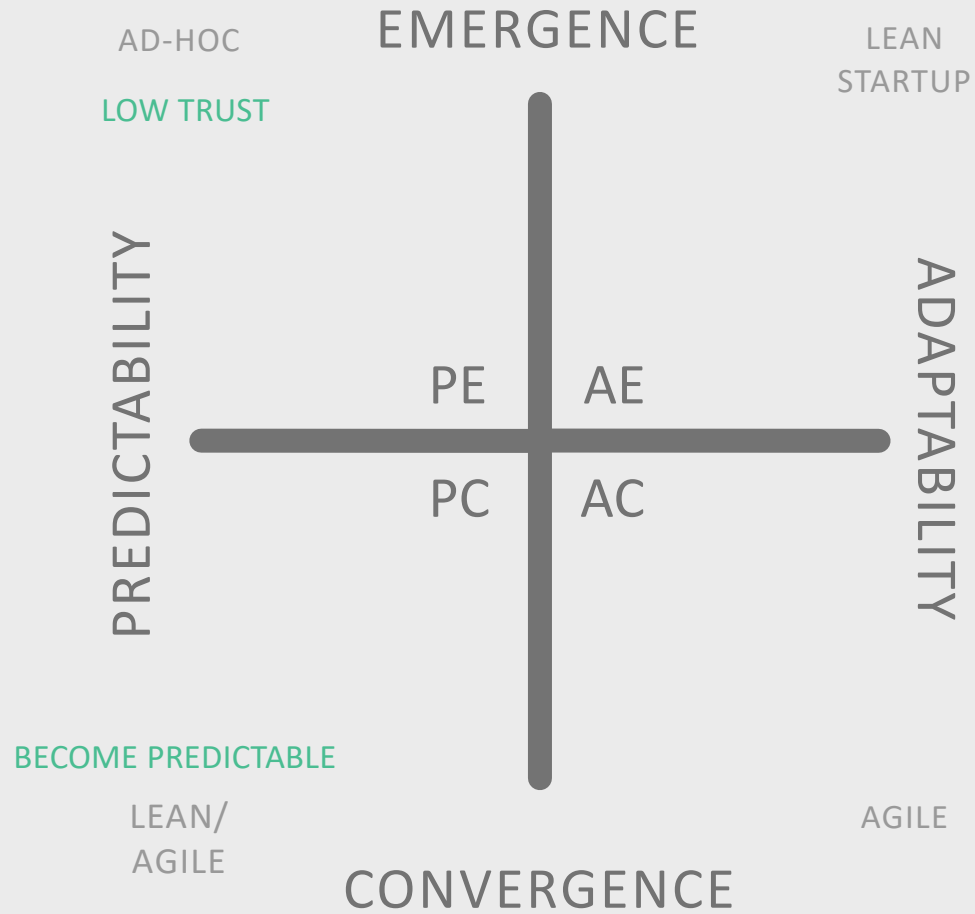 AD-HOC
EMERGENCE
LEAN
STARTUP
LOW TRUST
PREDICTABILITY
ADAPTABILITY
PE
AE
PC
AC
BECOME PREDICTABLE
LEAN/
AGILE
AGILE
CONVERGENCE